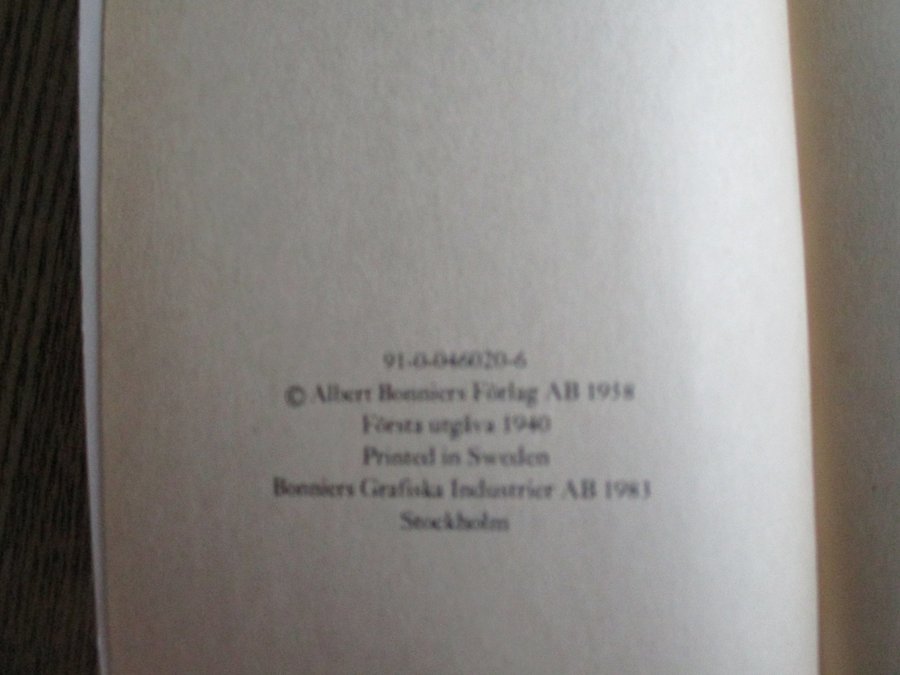 91-0-046020-6
© Albert Bonniers Förlag AB 1958
Första utgåva 1940
Printed in Sweden
Bonniers Grafiska Industrier AB 1983
Stockholm